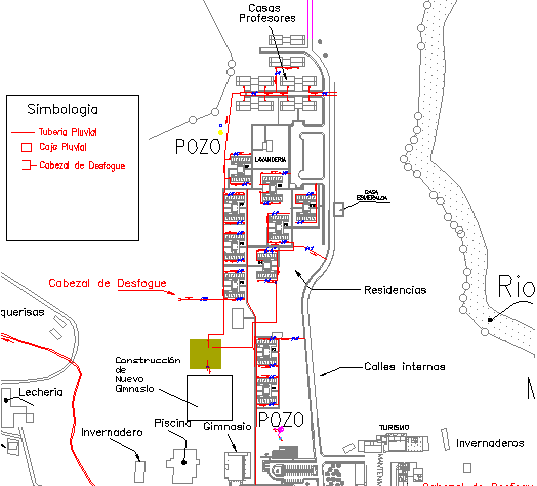 Casas
Profesores
Simbologia
Tuberia Pluvial
Caja Pluvial
Cabezal de Desfogue
POZO
LAVANDERIA
CASA
ESMERALDA
Cabezal de Desfogue
Residencias
Rio
querisas
Construcción
de
Nuevo
Gimnasio
Calles internas
Lecheria
Invernadero
Piscina
Gimnasio
POZO
TURISMO
Invernaderos
MANTEN
Cabezal de Desfogue